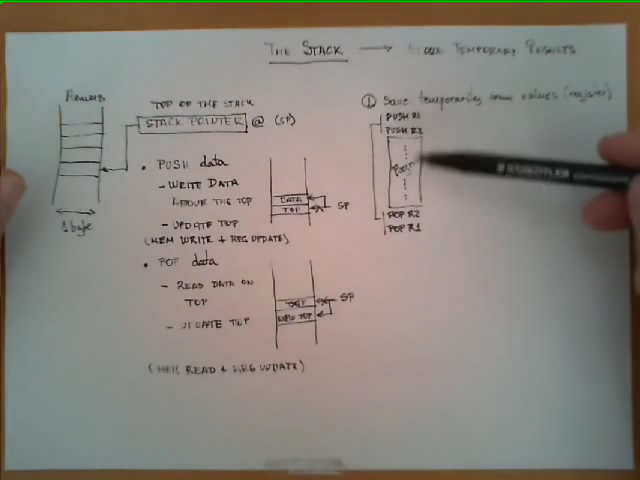 THE STACK → STORE TEMPORARY RESULTS
Memory
1 byte
TOP OF THE STACK
STACK POINTER @ (SP)
• PUSH data
- WRITE DATA
ABOVE THE TOP
- UPDATE TOP
(MEM WRITE + REG UPDATE)
DATA
TOP
SP
• POP data
- READ DATA ON
TOP
- UPDATE TOP
(MEM READ + REG UPDATE)
NEW TOP
SP
① Save temporarily some values (register)
PUSH R1
PUSH R2
POP R2
POP R1
STAEDTLER